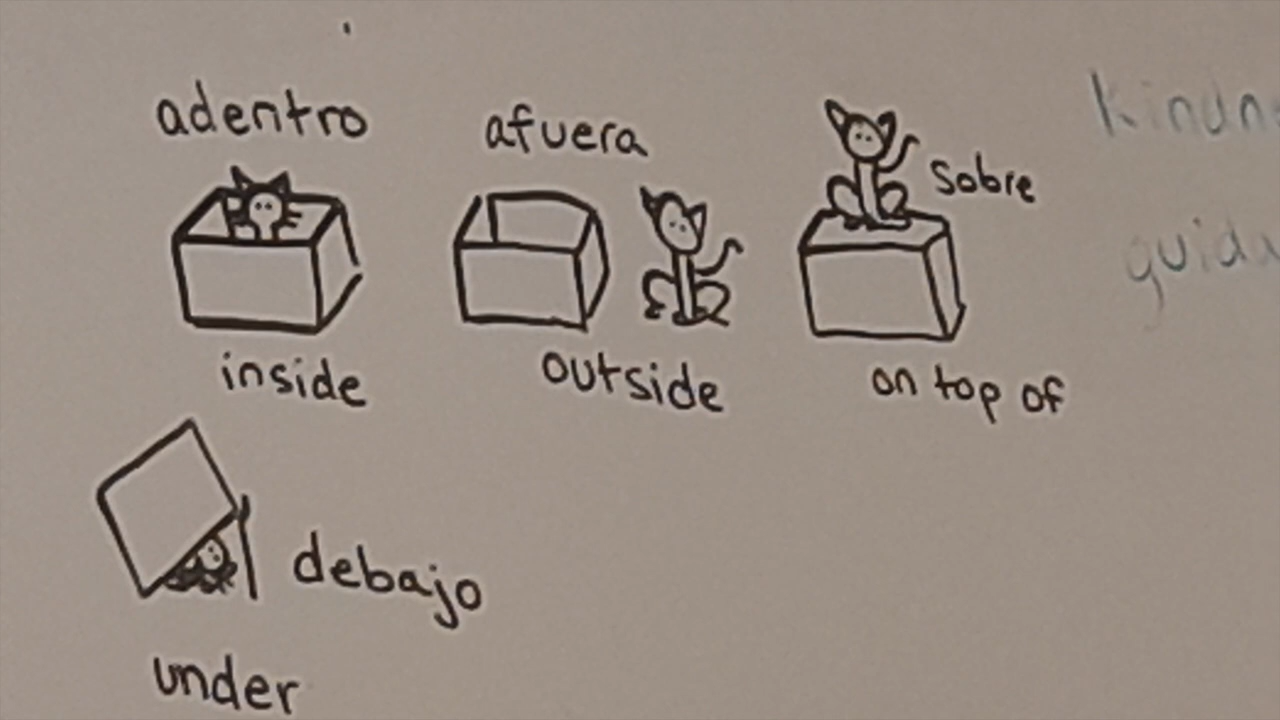 adentro
afuera
sobre
inside
outside
on top of
debajo
under